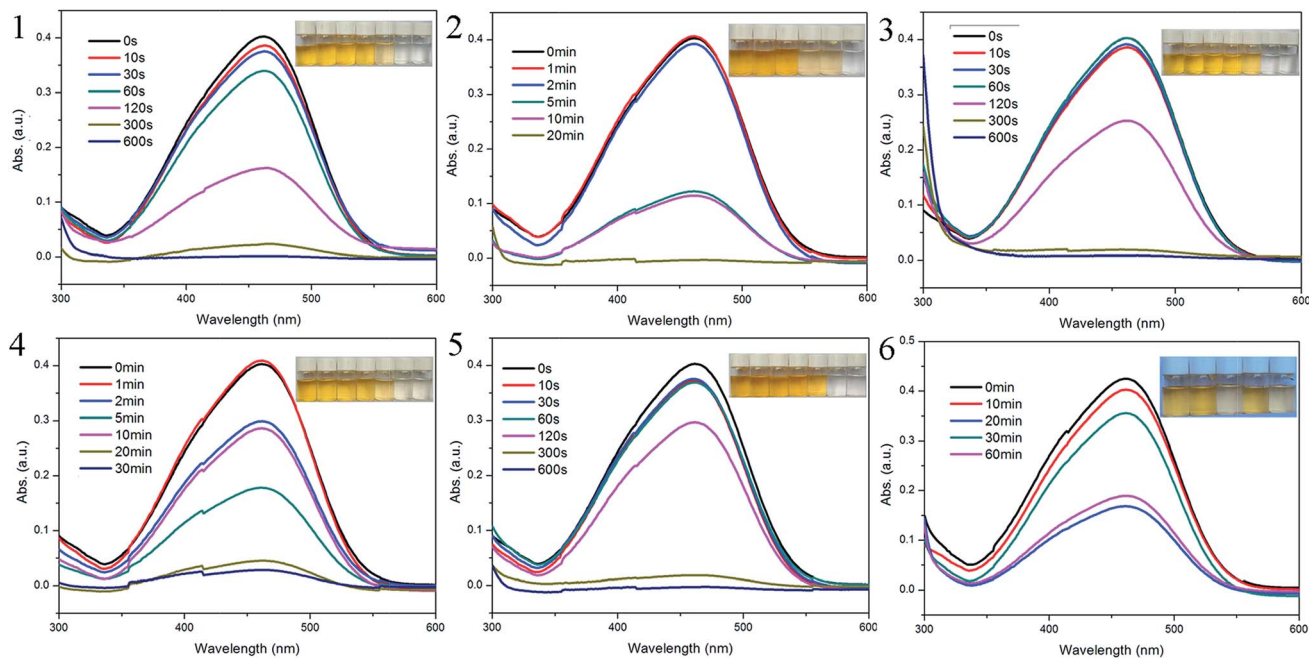 1
0.4
0.3
0.2
0.1
0.0
Abs. (a.u.)
0s
10s
30s
60s
120s
300s
600s
300
400
500
600
Wavelength (nm)
2
0.4
0.3
0.2
0.1
0.0
Abs. (a.u.)
0min
1min
2min
5min
10min
20min
300
400
500
600
Wavelength (nm)
3
0.4
0.3
0.2
0.1
0.0
Abs. (a.u.)
0s
10s
30s
60s
120s
300s
600s
300
400
500
600
Wavelength (nm)
4
0.4
0.3
0.2
0.1
0.0
Abs. (a.u.)
0min
1min
2min
5min
10min
20min
30min
300
400
500
600
Wavelength (nm)
5
0.4
0.3
0.2
0.1
0.0
Abs. (a.u.)
0s
10s
30s
60s
120s
300s
600s
300
400
500
600
Wavelength (nm)
6
0.5
0.4
0.3
0.2
0.1
0.0
Abs. (a.u.)
0min
10min
20min
30min
60min
300
400
500
600
Wavelength (nm)